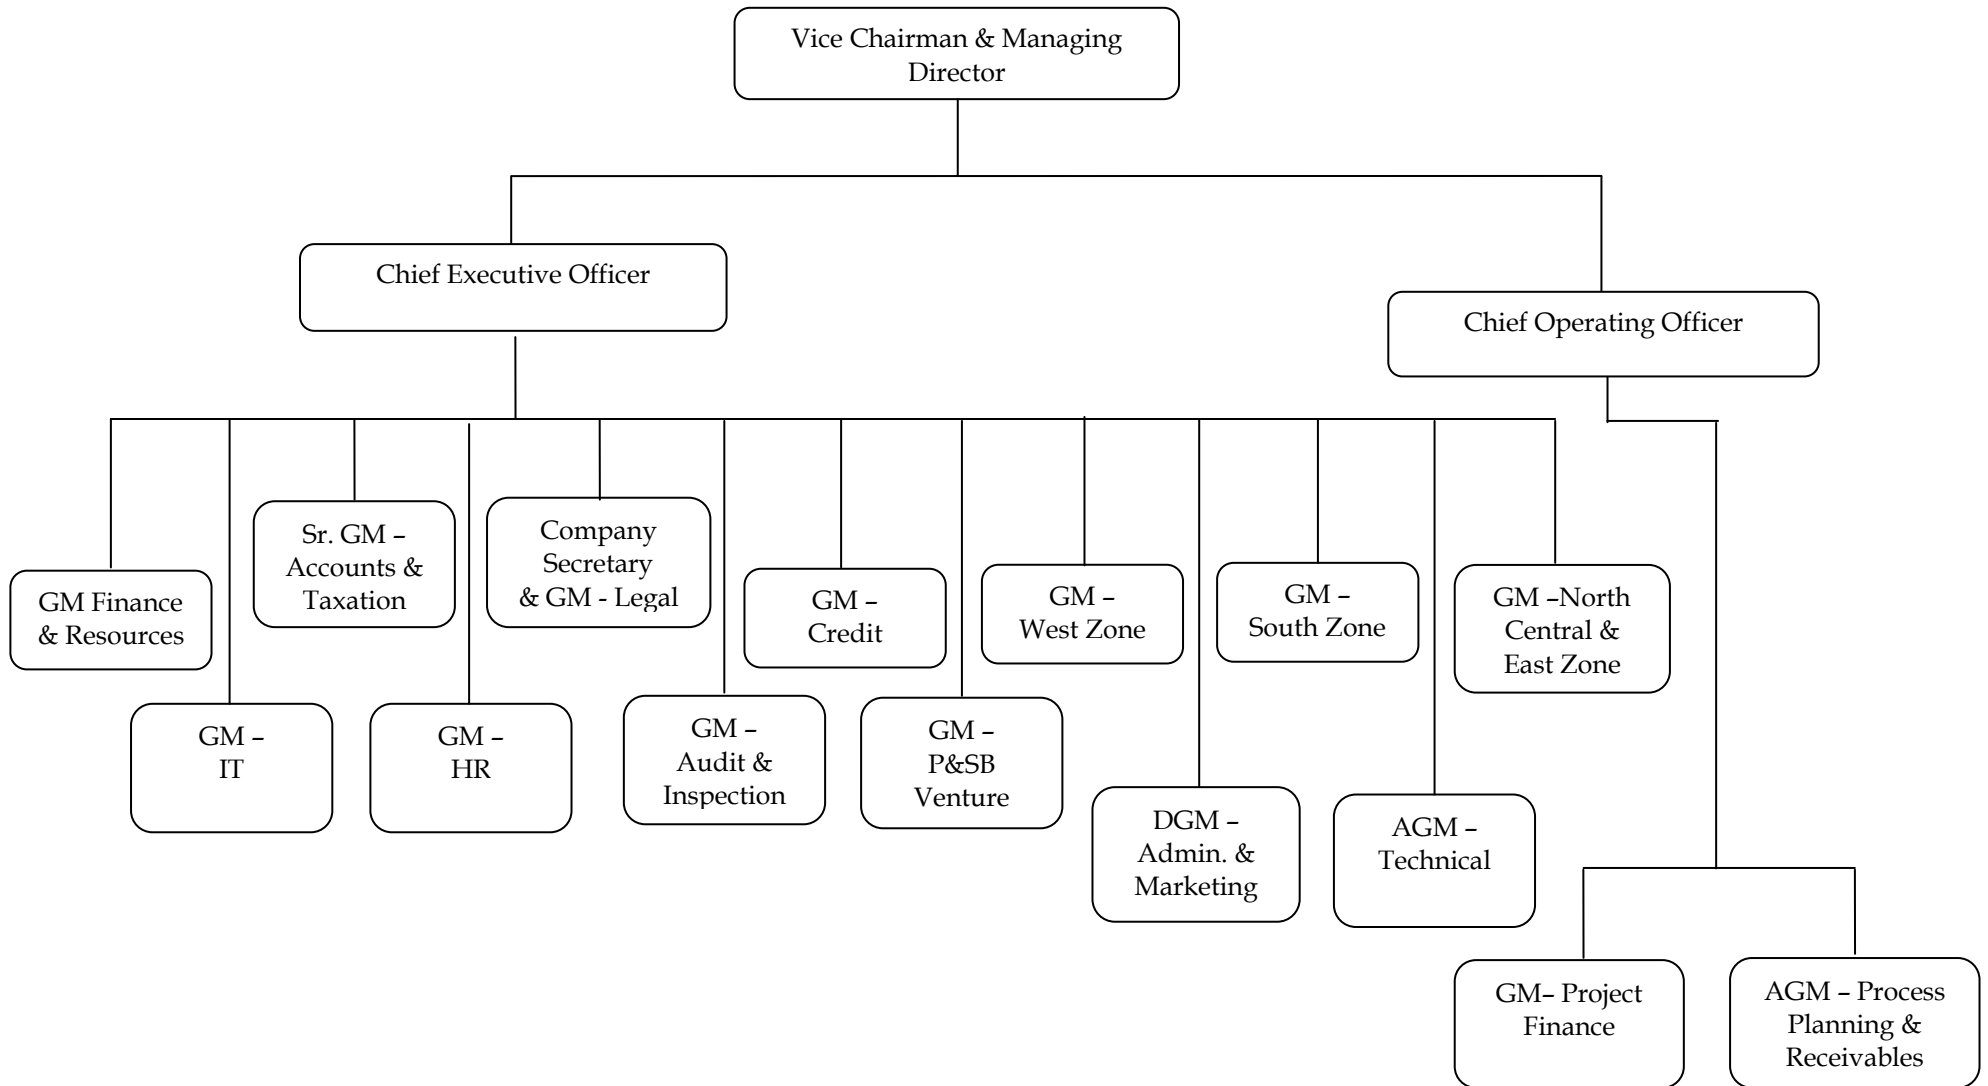 Vice Chairman & Managing
Director
Chief Executive Officer
Chief Operating Officer
GM Finance
& Resources
GM –
IT
Sr. GM –
Accounts &
Taxation
GM –
HR
Company
Secretary
& GM - Legal
GM –
Audit &
Inspection
GM –
Credit
GM –
P&SB
Venture
GM –
West Zone
DGM –
Admin. &
Marketing
GM –
South Zone
AGM –
Technical
GM –North
Central &
East Zone
GM– Project
Finance
AGM – Process
Planning &
Receivables